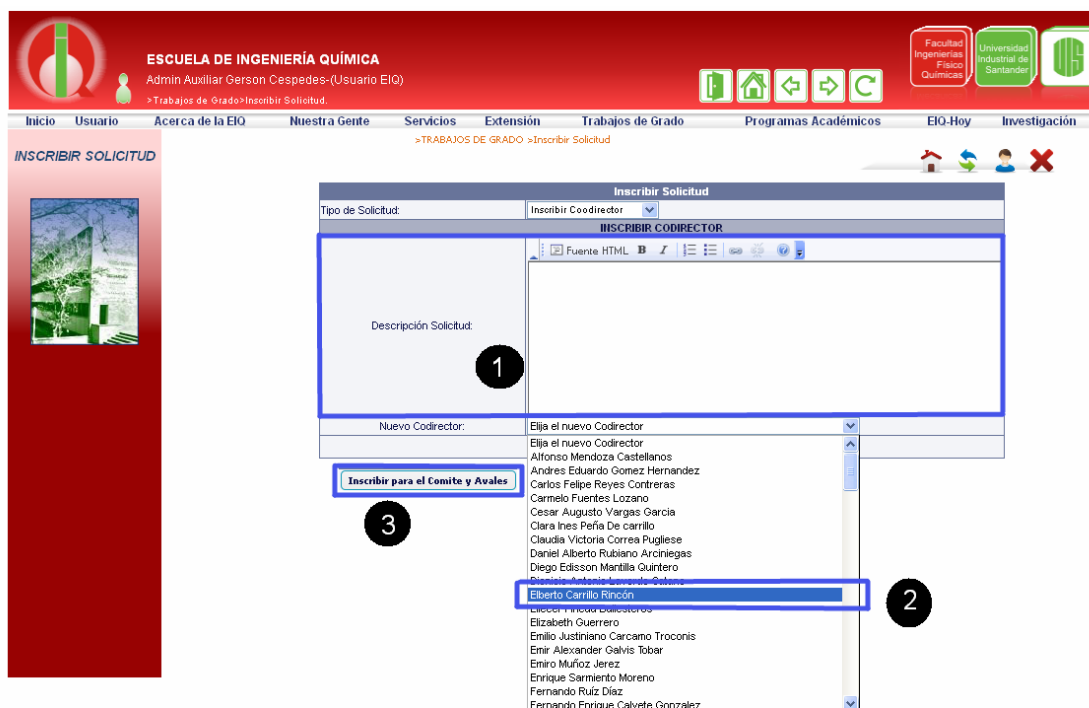 ESCUELA DE INGENIERÍA QUÍMICA
Admin Auxiliar Gerson Cespedes-(Usuario EIQ)
>Trabajos de Grado>Inscribir Solicitud.
Facultad
Ingenierías
Físico
Químicas
Universidad
Industrial de
Santander
Inicio Usuario Acerca de la EIQ Nuestra Gente Servicios Extensión Trabajos de Grado Programas Académicos EIQ-Hoy Investigación
>TRABAJOS DE GRADO >Inscribir Solicitud
INSCRIBIR SOLICITUD
Inscribir Solicitud
Tipo de Solicitud: Inscribir Coodirector
INSCRIBIR CODIRECTOR
Fuente HTML B I
Descripción Solicitud:
1
Nuevo Codirector: Elija el nuevo Codirector
Elija el nuevo Codirector
Alfonso Mendoza Castellanos
Andres Eduardo Gomez Hernandez
Carlos Felipe Reyes Contreras
Carmelo Fuentes Lozano
Cesar Augusto Vargas Garcia
Clara Ines Peña De carrillo
Claudia Victoria Correa Pugliese
Daniel Alberto Rubiano Arciniegas
Diego Edisson Mantilla Quintero
Elberto Carrillo Rincón
Elizabeth Guerrero
Emilio Justiniano Carcamo Troconis
Emir Alexander Galvis Tobar
Emiro Muñoz Jerez
Enrique Sarmiento Moreno
Fernando Ruíz Díaz
Fernando Enrique Calvete Gonzalez
Inscribir para el Comite y Avales
3
2